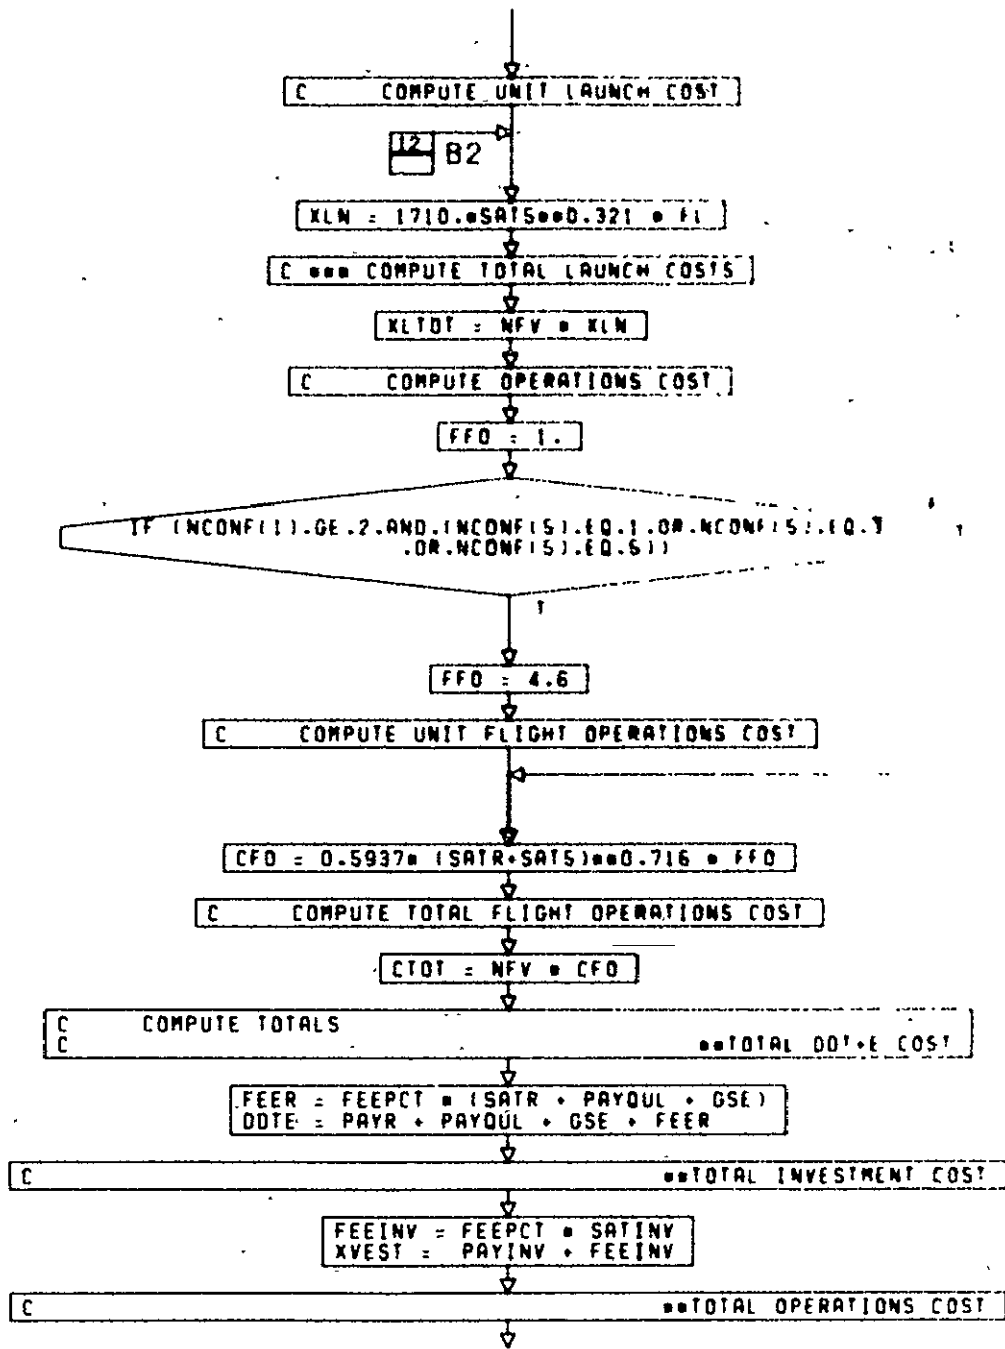 C COMPUTE UNIT LAUNCH COST
12 B2
XLN = 1710.*SATS**0.321 * FL
C *** COMPUTE TOTAL LAUNCH COSTS
XLTOT = NFV * XLN
C COMPUTE OPERATIONS COST
FFO = 1.
IF (NCONF(1).GE.2.AND.(NCONF(5).EQ.1.OR.NCONF(5).EQ.
.OR.NCONF(5).EQ.5))
T
FFO = 4.6
C COMPUTE UNIT FLIGHT OPERATIONS COST
CFO = 0.5937* (SATR+SATS)**0.716 * FFO
C COMPUTE TOTAL FLIGHT OPERATIONS COST
CTOT = NFV * CFO
C COMPUTE TOTALS
C **TOTAL DDT+E COST
FEER = FEEPCT * (SATR + PAYQUL + GSE)
DDTE = PAYR + PAYQUL + GSE + FEER
C **TOTAL INVESTMENT COST
FEEINV = FEEPCT * SATINV
XVEST = PAYINV + FEEINV
C **TOTAL OPERATIONS COST